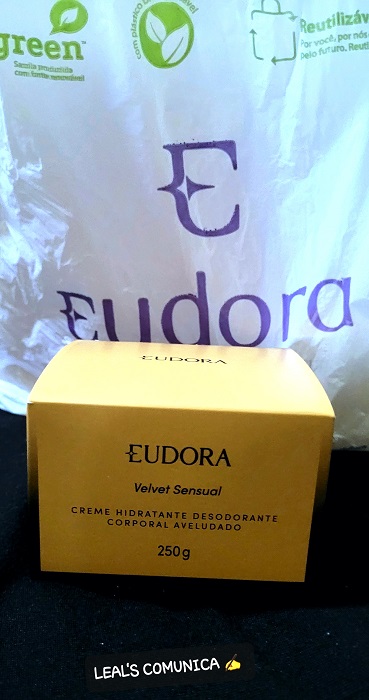 green
Sacola produzida
com fonte renovável
com plástico
Reutilizáv
Por você, por nós
pelo futuro. Reuti
E
Eudora
EUDORA
EUDORA
Velvet Sensual
CREME HIDRATANTE DESODORANTE
CORPORAL AVELUDADO
250g
LEAL'S COMUNICA ✍️